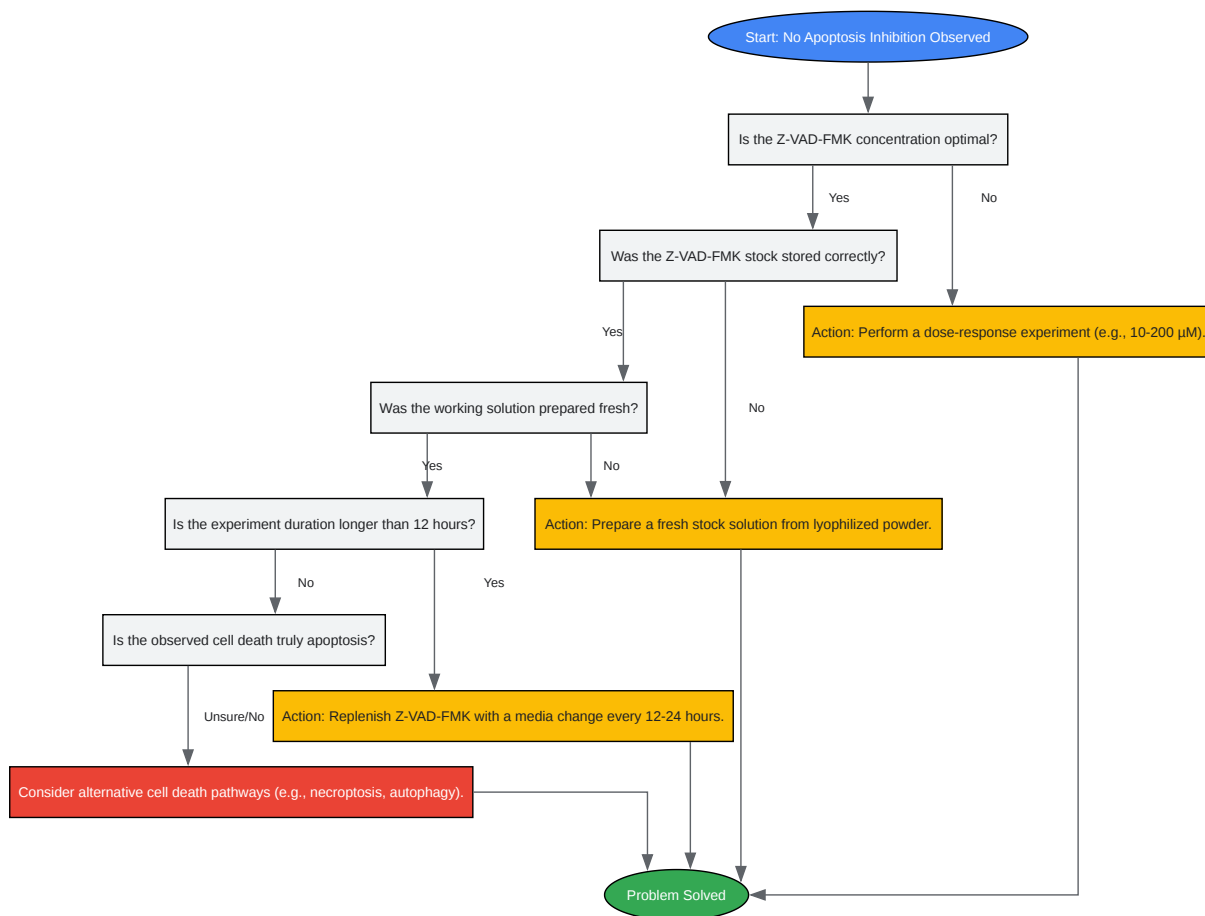 Start: No Apoptosis Inhibition Observed
Is the Z-VAD-FMK concentration optimal?
Yes
No
Was the Z-VAD-FMK stock stored correctly?
Yes
Action: Perform a dose-response experiment (e.g., 10-200 µM).
Was the working solution prepared fresh?
No
Yes
No
Is the experiment duration longer than 12 hours?
Action: Prepare a fresh stock solution from lyophilized powder.
No
Yes
Is the observed cell death truly apoptosis?
Unsure/No
Action: Replenish Z-VAD-FMK with a media change every 12-24 hours.
Consider alternative cell death pathways (e.g., necroptosis, autophagy).
Problem Solved